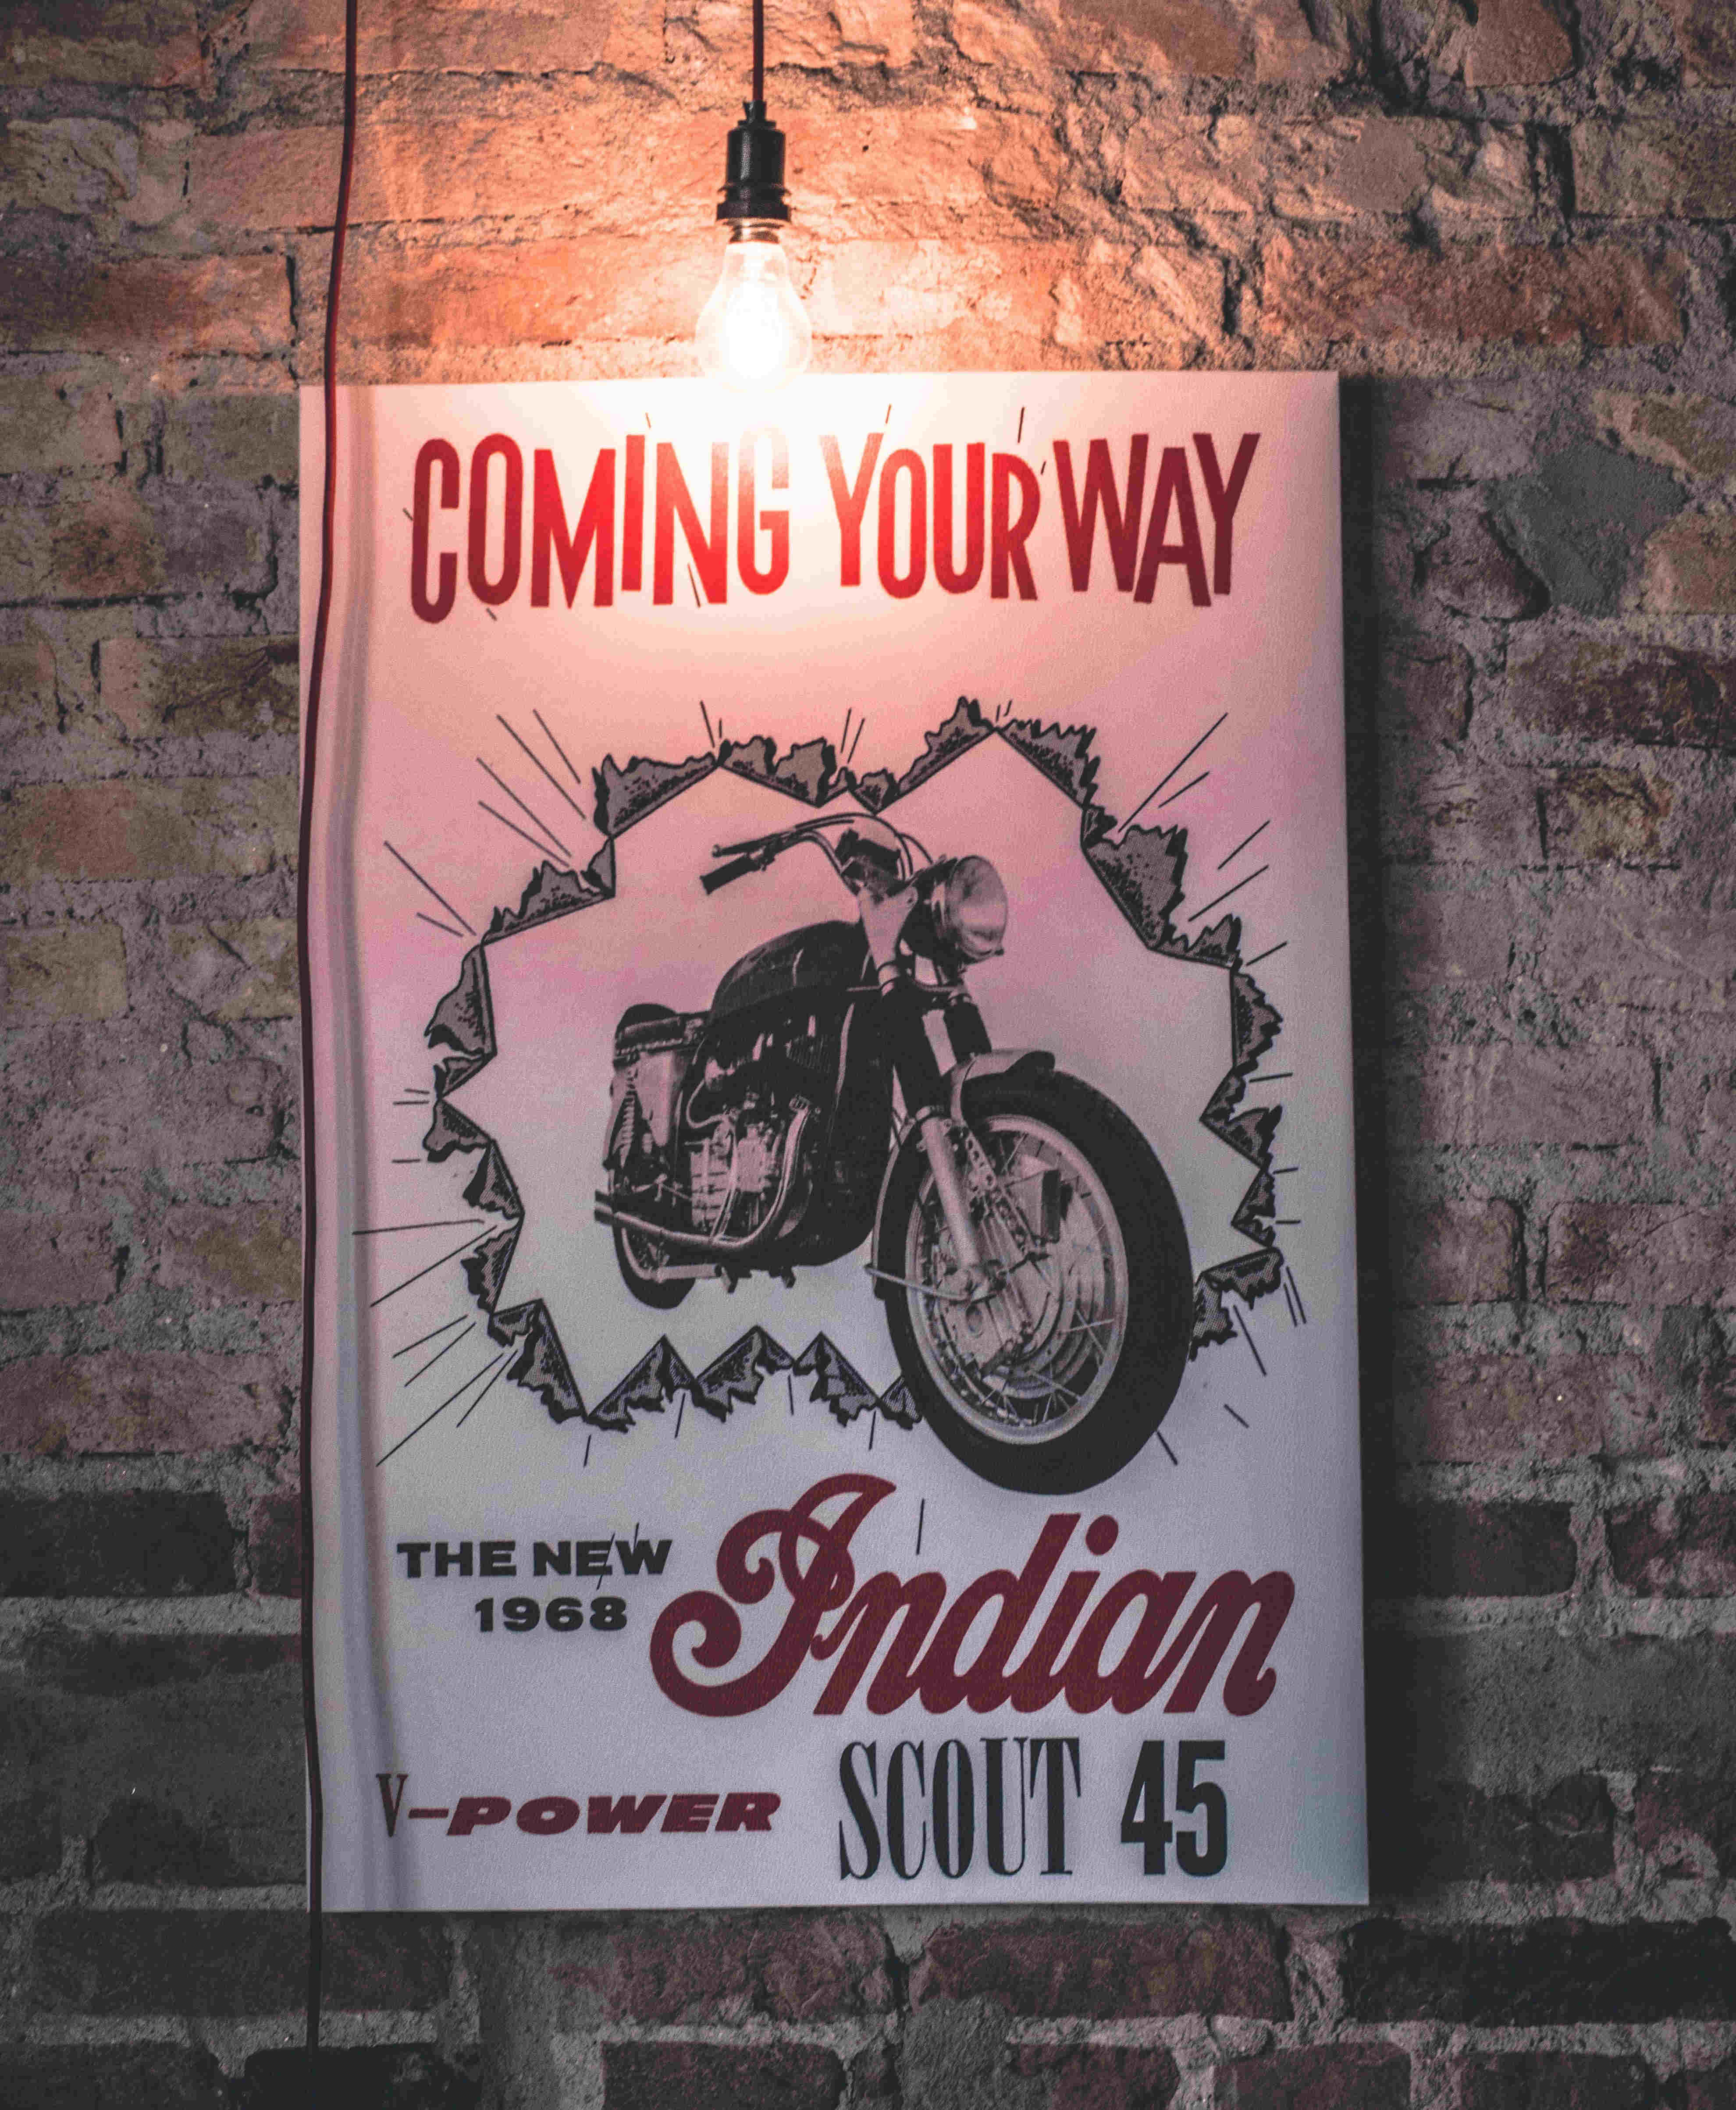 COMING YOUR WAY
THE NEW
1968
Indian
SCOUT 45
V-POWER